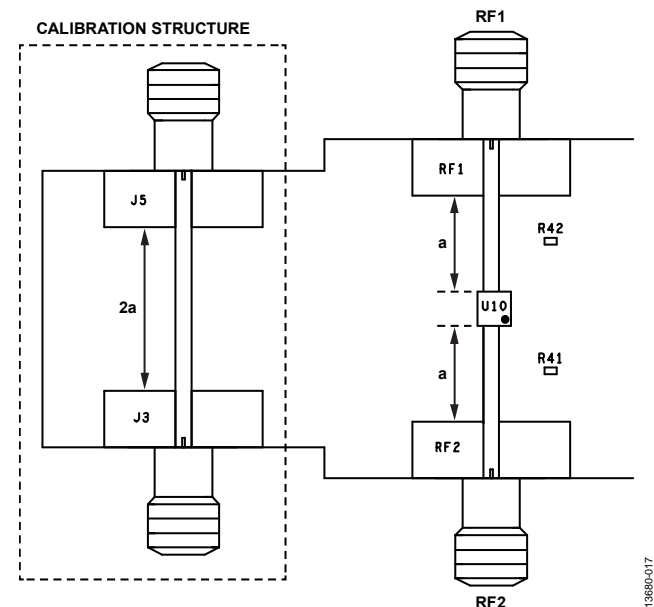 CALIBRATION STRUCTURE
RF1
J5
RF1
2a
a
R42
U10
a
R41
J3
RF2
RF2
13680-017